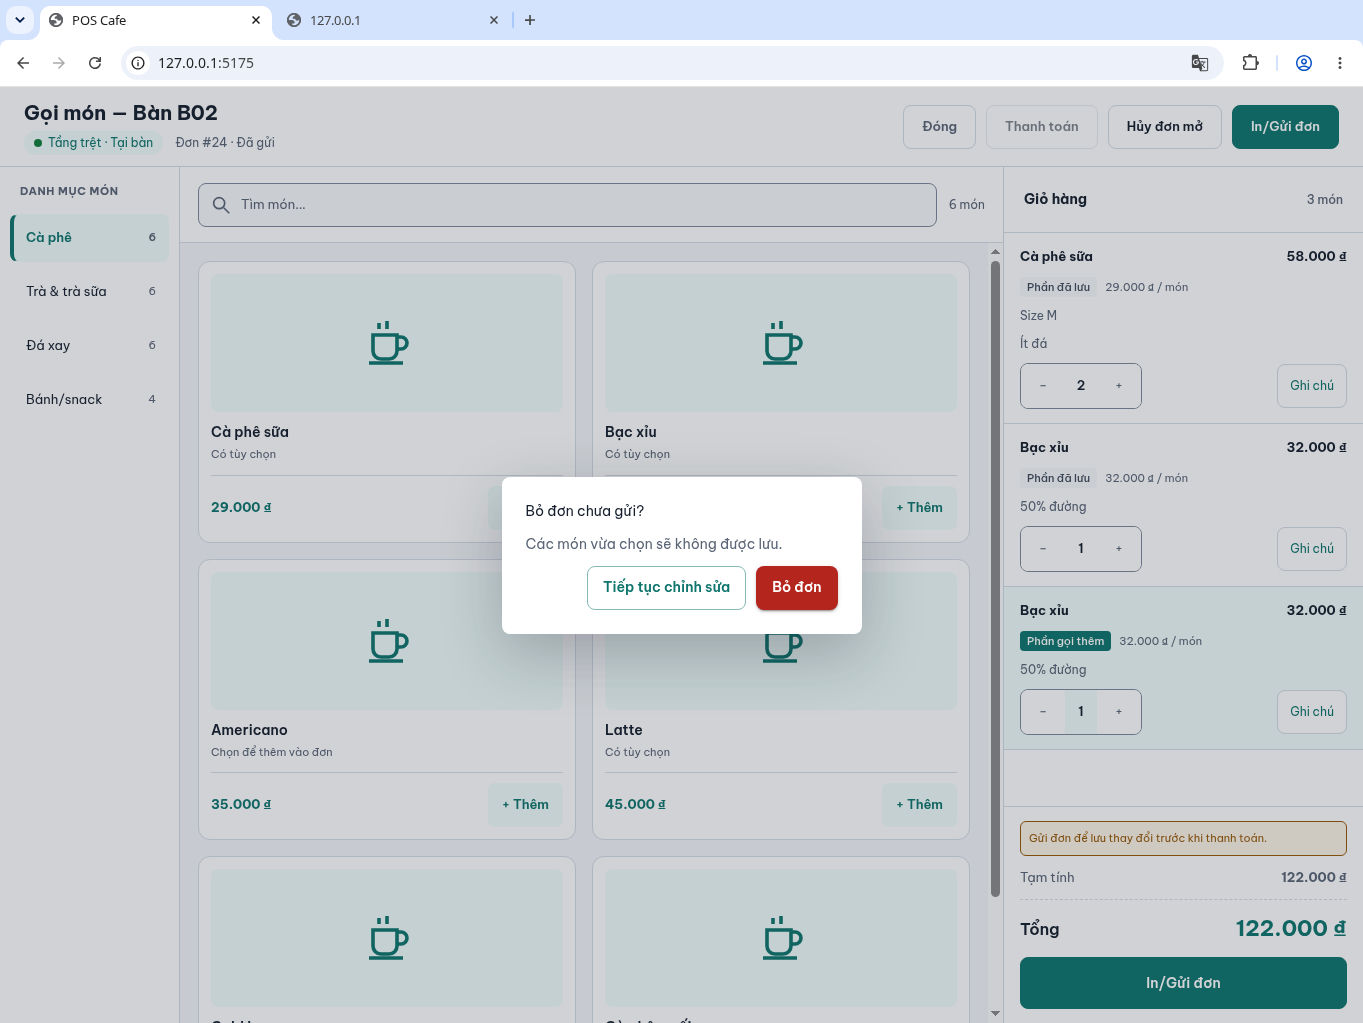 POS Cafe
127.0.0.1
127.0.0.1:5175
Gọi món — Bàn B02
Tầng trệt · Tại bàn
Đơn #24 · Đã gửi
Đóng
Thanh toán
Hủy đơn mở
In/Gửi đơn
DANH MỤC MÓN
Cà phê 6
Trà & trà sữa 6
Đá xay 6
Bánh/snack 4
Tìm món...
6 món
Cà phê sữa
Có tùy chọn
29.000 ₫
Bạc xỉu
Có tùy chọn
+ Thêm
Bỏ đơn chưa gửi?
Các món vừa chọn sẽ không được lưu.
Tiếp tục chỉnh sửa
Bỏ đơn
Americano
Chọn để thêm vào đơn
35.000 ₫
+ Thêm
Latte
Có tùy chọn
45.000 ₫
+ Thêm
Giỏ hàng
3 món
Cà phê sữa 58.000 ₫
Phần đã lưu 29.000 ₫ / món
Size M
Ít đá
− 2 +
Ghi chú
Bạc xỉu 32.000 ₫
Phần đã lưu 32.000 ₫ / món
50% đường
− 1 +
Ghi chú
Bạc xỉu 32.000 ₫
Phần gọi thêm 32.000 ₫ / món
50% đường
− 1 +
Ghi chú
Gửi đơn để lưu thay đổi trước khi thanh toán.
Tạm tính 122.000 ₫
Tổng 122.000 ₫
In/Gửi đơn